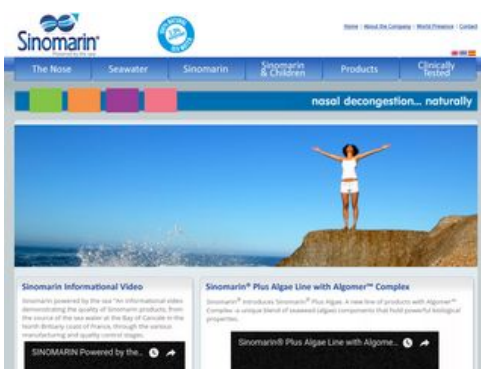 Sinomarin®
Powered by the sea
100% NATURAL
SEA WATER
Home | About the Company | World Presence | Contact
The Nose
Seawater
Sinomarin
Sinomarin & Children
Products
Clinically Tested
nasal decongestion... naturally
Sinomarin Informational Video
Sinomarin powered by the sea "An informational video
demonstrating the quality of Sinomarin products, from
the source of the sea water at the Bay of Cancale in the
North Brittany coast of France, through the various
manufacturing and quality control stages.
SINOMARIN Powered by the...
Sinomarin® Plus Algae Line with Algomer™ Complex
Sinomarin® introduces Sinomarin® Plus Algae. A new line of products with Algomer™
Complex -a unique blend of seaweed (algae) components that hold powerful biological
properties.
Sinomarin® Plus Algae Line with Algome...